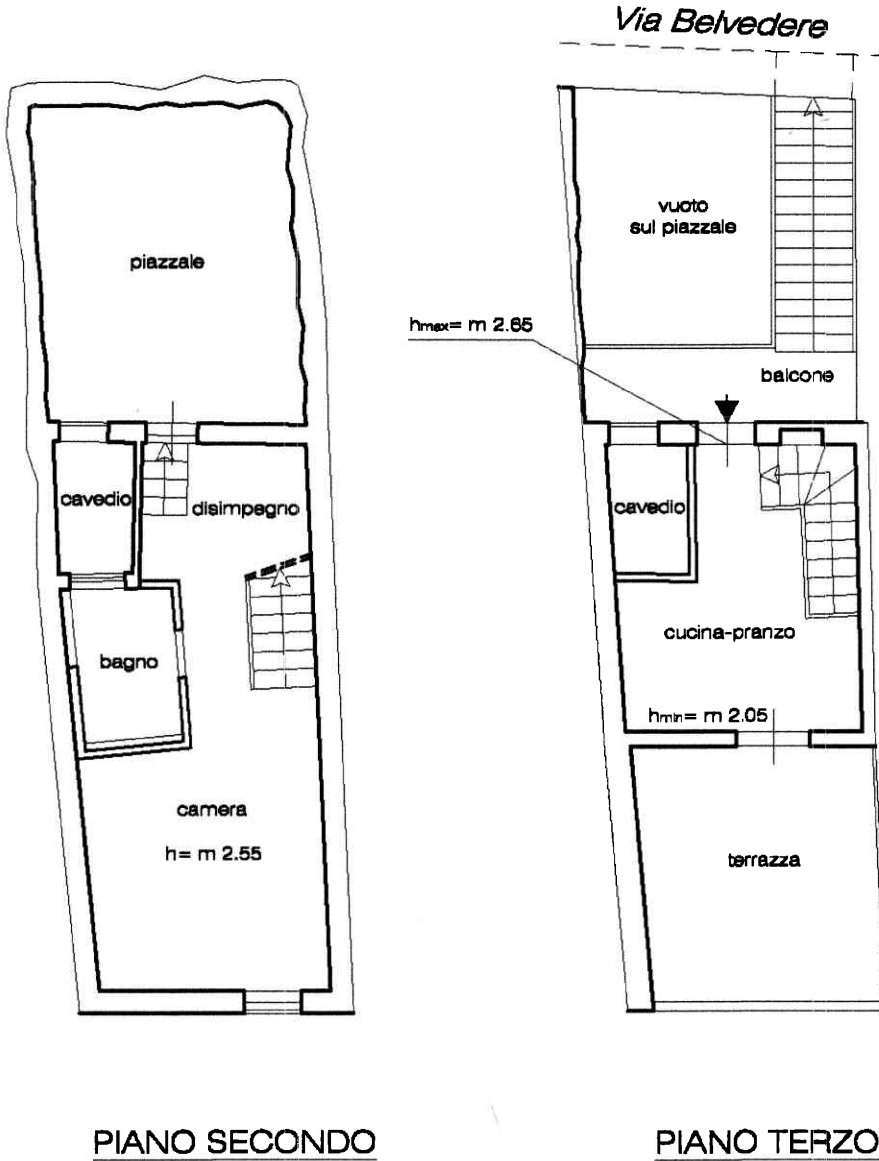 Via Belvedere
piazzale
cavedio
disimpegno
bagno
camera
h= m 2.55
PIANO SECONDO
vuoto
sul piazzale
hmax= m 2.65
balcone
cavedio
cucina-pranzo
hmin= m 2.05
terrazza
PIANO TERZO